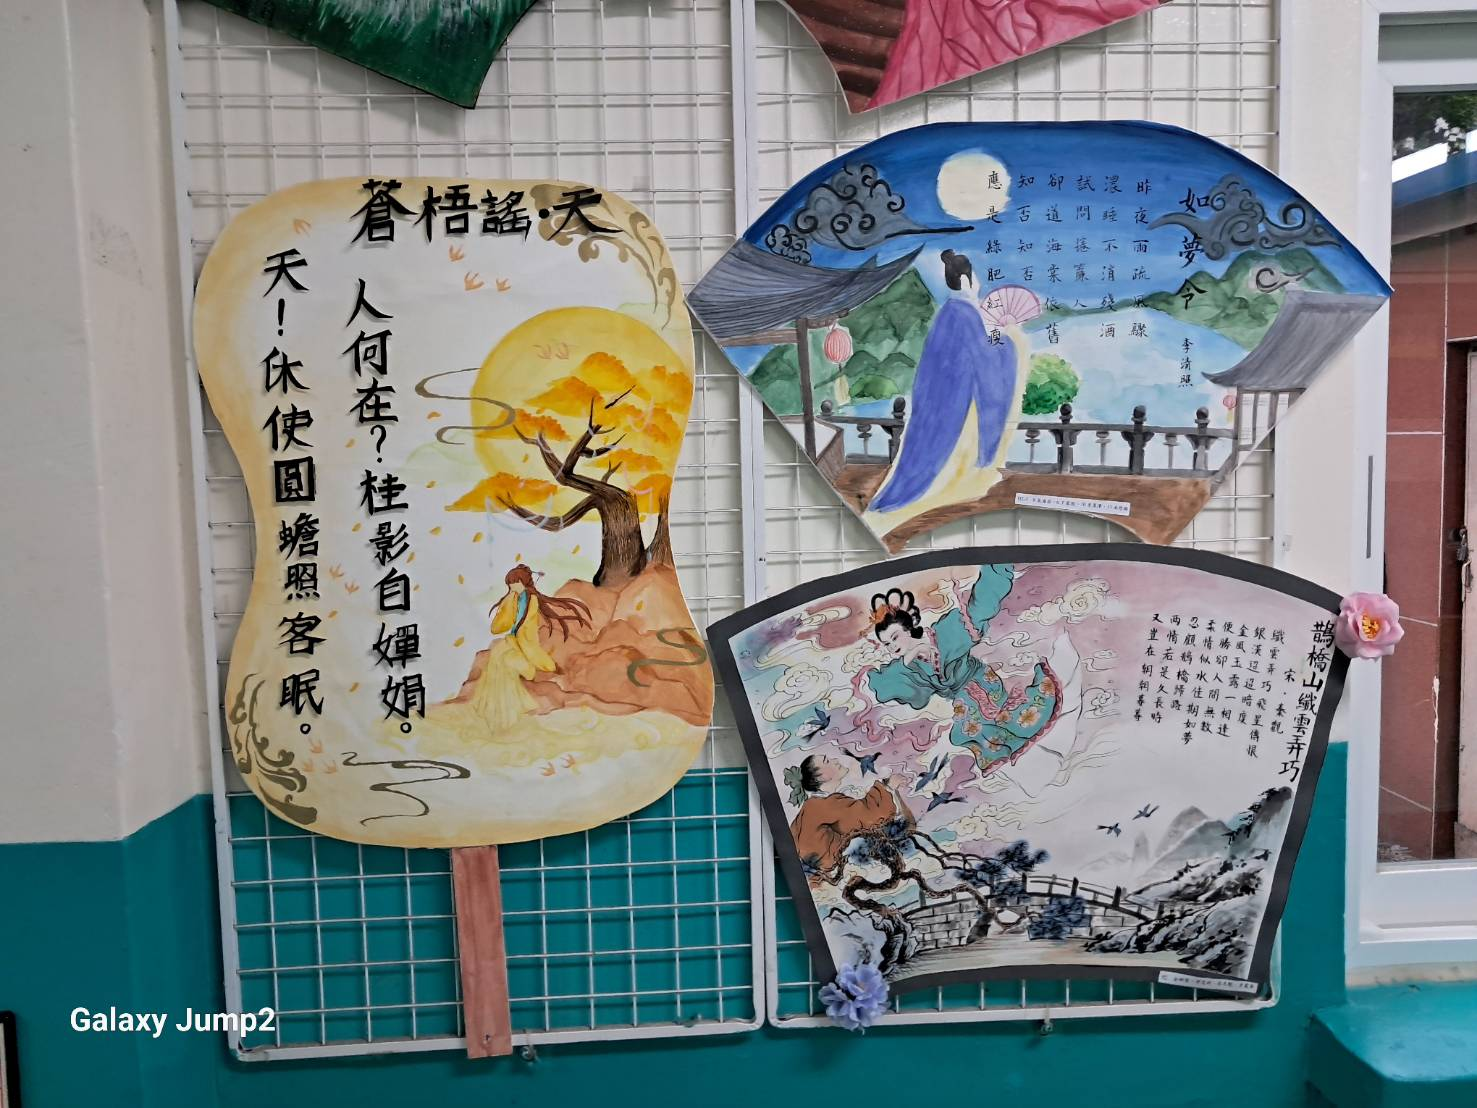 蒼梧謠·天
天！休使圓蟾照客眠。
人何在？桂影自嬋娟。
如夢令
李清照
昨夜雨疏風驟
濃睡不消殘酒
試問捲簾人
卻道海棠依舊
知否知否
應是綠肥紅瘦
鵲橋仙纖雲弄巧
宋·秦觀
纖雲弄巧飛星傳恨
銀漢迢迢暗度
金風玉露一相逢
便勝卻人間無數
柔情似水佳期如夢
忍顧鵲橋歸路
兩情若是久長時
又豈在朝朝暮暮
Galaxy Jump2